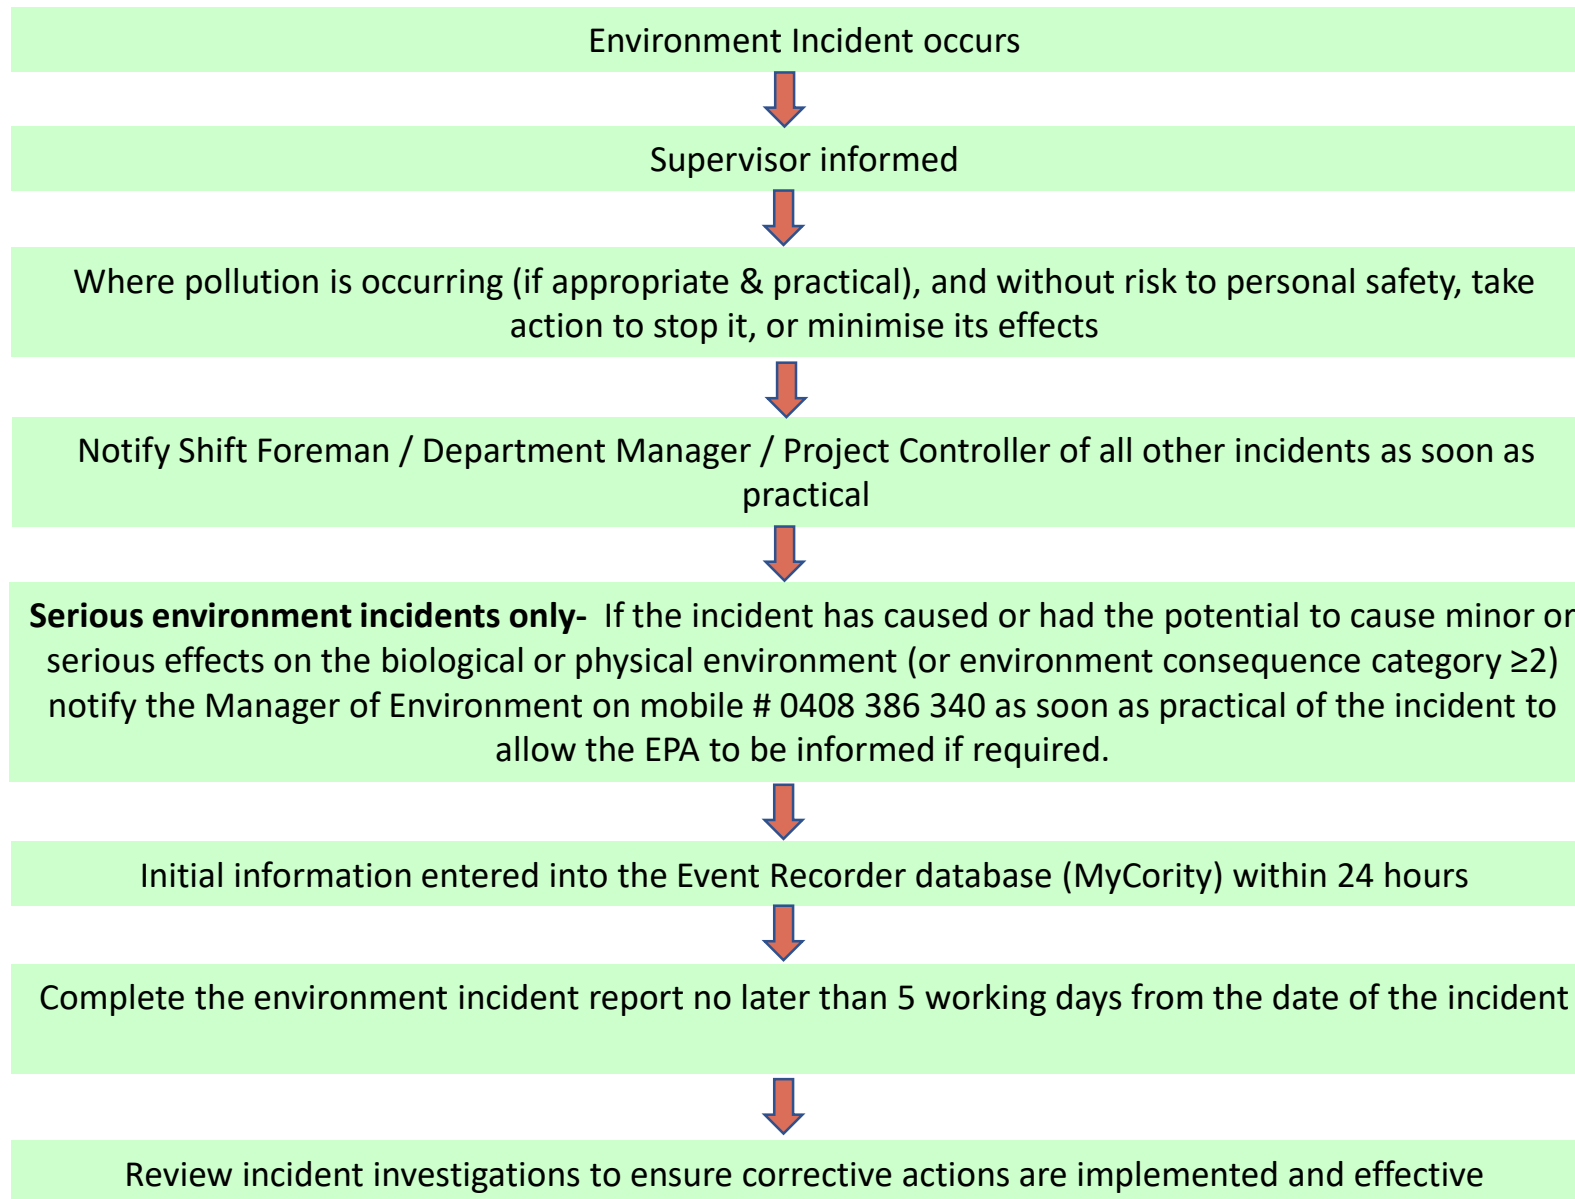 Environment Incident occurs
Supervisor informed
Where pollution is occurring (if appropriate & practical), and without risk to personal safety, take
action to stop it, or minimise its effects
Notify Shift Foreman / Department Manager / Project Controller of all other incidents as soon as
practical
Serious environment incidents only-  If the incident has caused or had the potential to cause minor or
serious effects on the biological or physical environment (or environment consequence category ≥2)
notify the Manager of Environment on mobile # 0408 386 340 as soon as practical of the incident to
allow the EPA to be informed if required.
Initial information entered into the Event Recorder database (MyCority) within 24 hours
Complete the environment incident report no later than 5 working days from the date of the incident
Review incident investigations to ensure corrective actions are implemented and effective